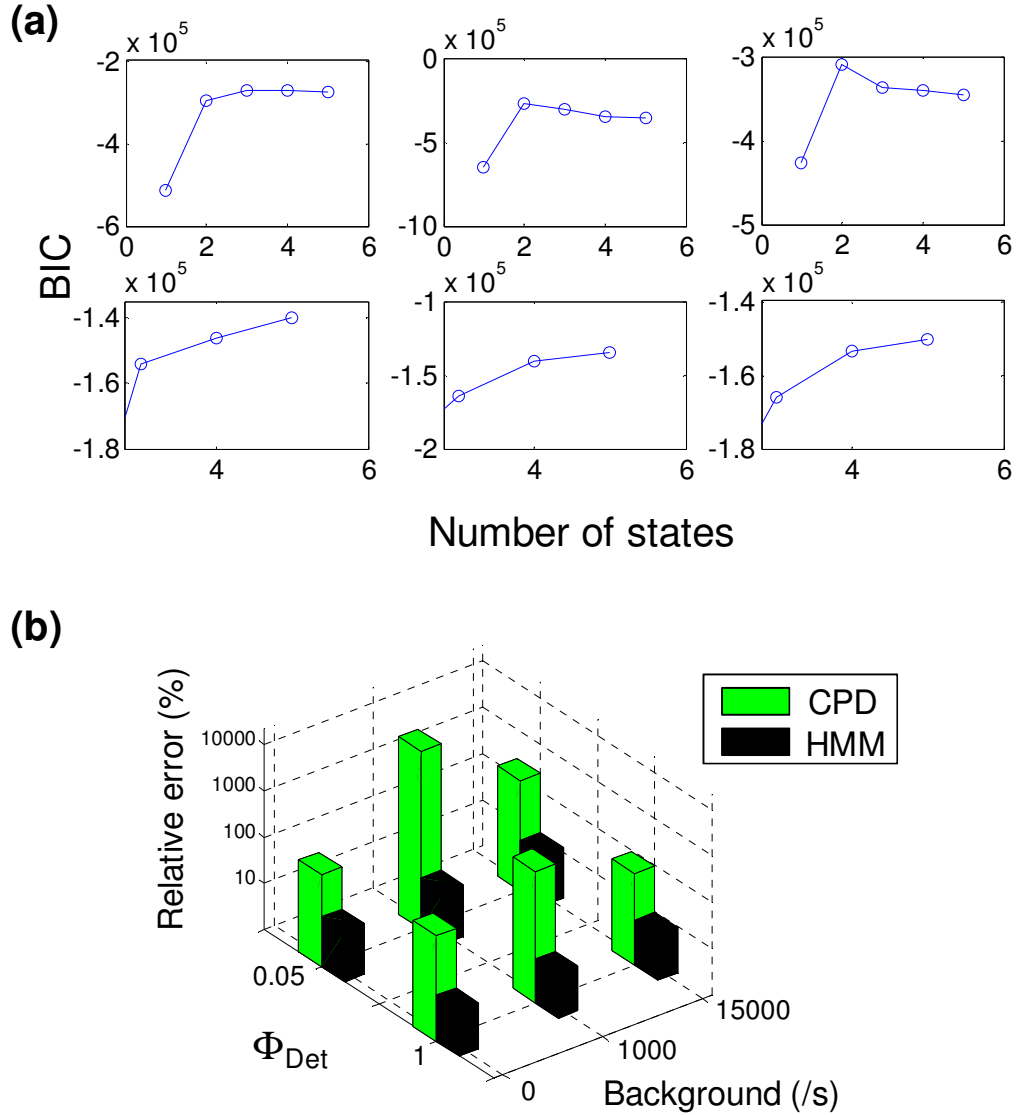 (a)
x 10^5
x 10^5
x 10^5
-2
-4
-6
0 2 4 6
0
-5
-10
0 2 4 6
-3
-4
-5
0 2 4 6
BIC
x 10^5
x 10^5
x 10^5
-1.4
-1.6
-1.8
4 6
-1
-1.5
-2
4 6
-1.4
-1.6
-1.8
4 6
Number of states
(b)
Relative error (%)
10000
1000
100
10
CPD
HMM
0.05
1
Φ_Det
0
1000
15000
Background (/s)